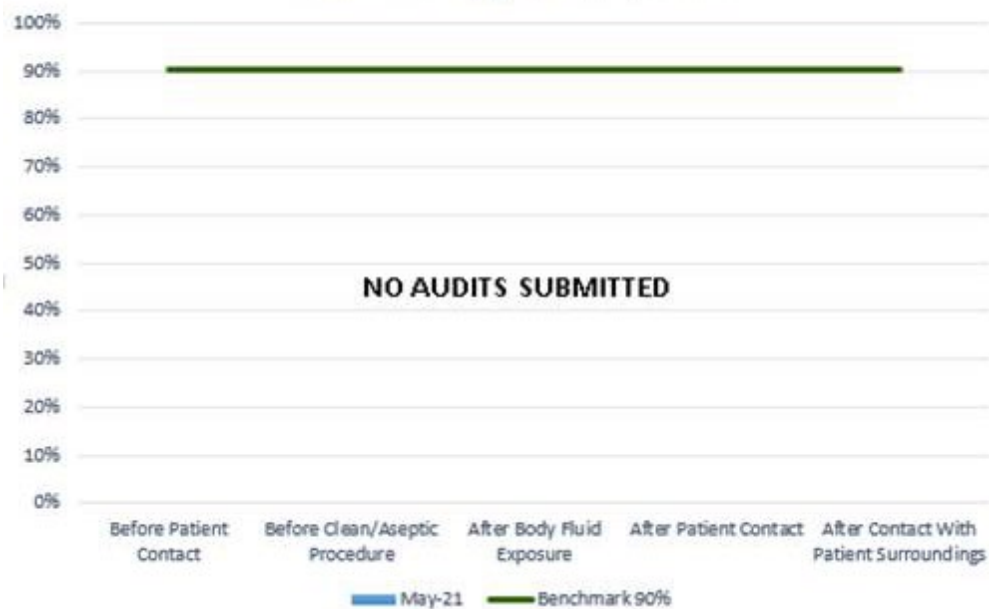 100%
90%
80%
70%
60%
50%
NO AUDITS SUBMITTED
40%
30%
20%
10%
0%
Before Patient
Contact
Before Clean/Aseptic
Procedure
After Body Fluid
Exposure
After Patient Contact
After Contact With
Patient Surroundings
May-21
Benchmark 90%